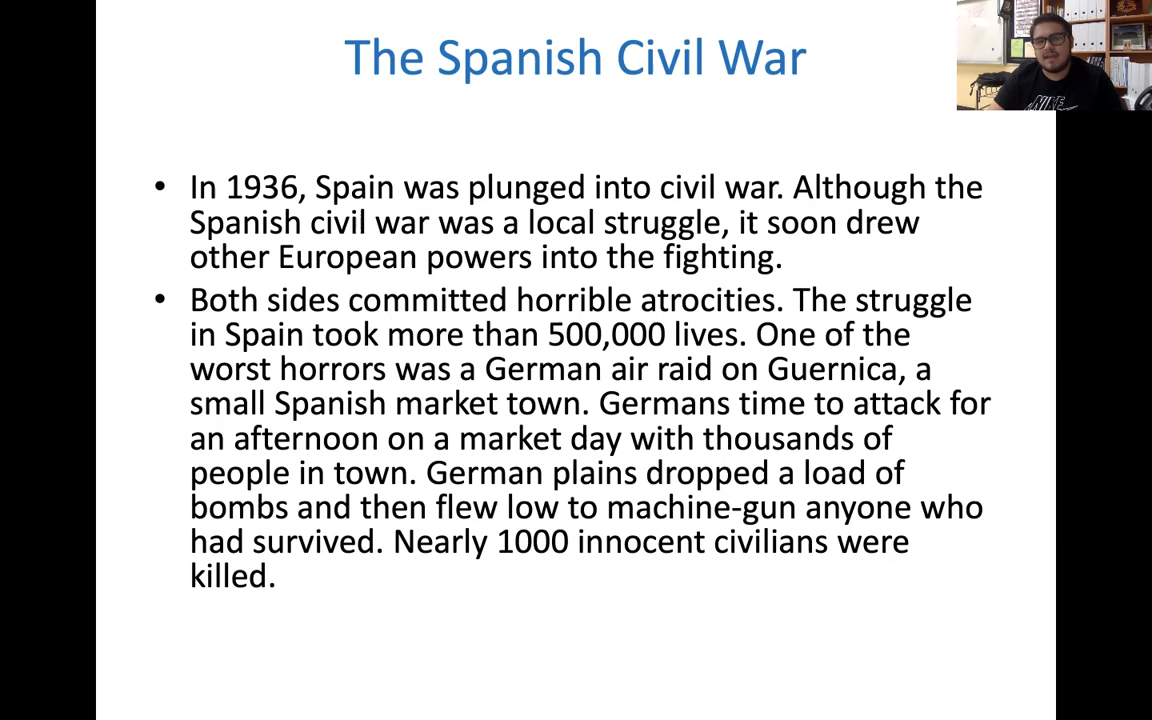 The Spanish Civil War
NIKE
• In 1936, Spain was plunged into civil war. Although the
Spanish civil war was a local struggle, it soon drew
other European powers into the fighting.
• Both sides committed horrible atrocities. The struggle
in Spain took more than 500,000 lives. One of the
worst horrors was a German air raid on Guernica, a
small Spanish market town. Germans time to attack for
an afternoon on a market day with thousands of
people in town. German plains dropped a load of
bombs and then flew low to machine-gun anyone who
had survived. Nearly 1000 innocent civilians were
killed.